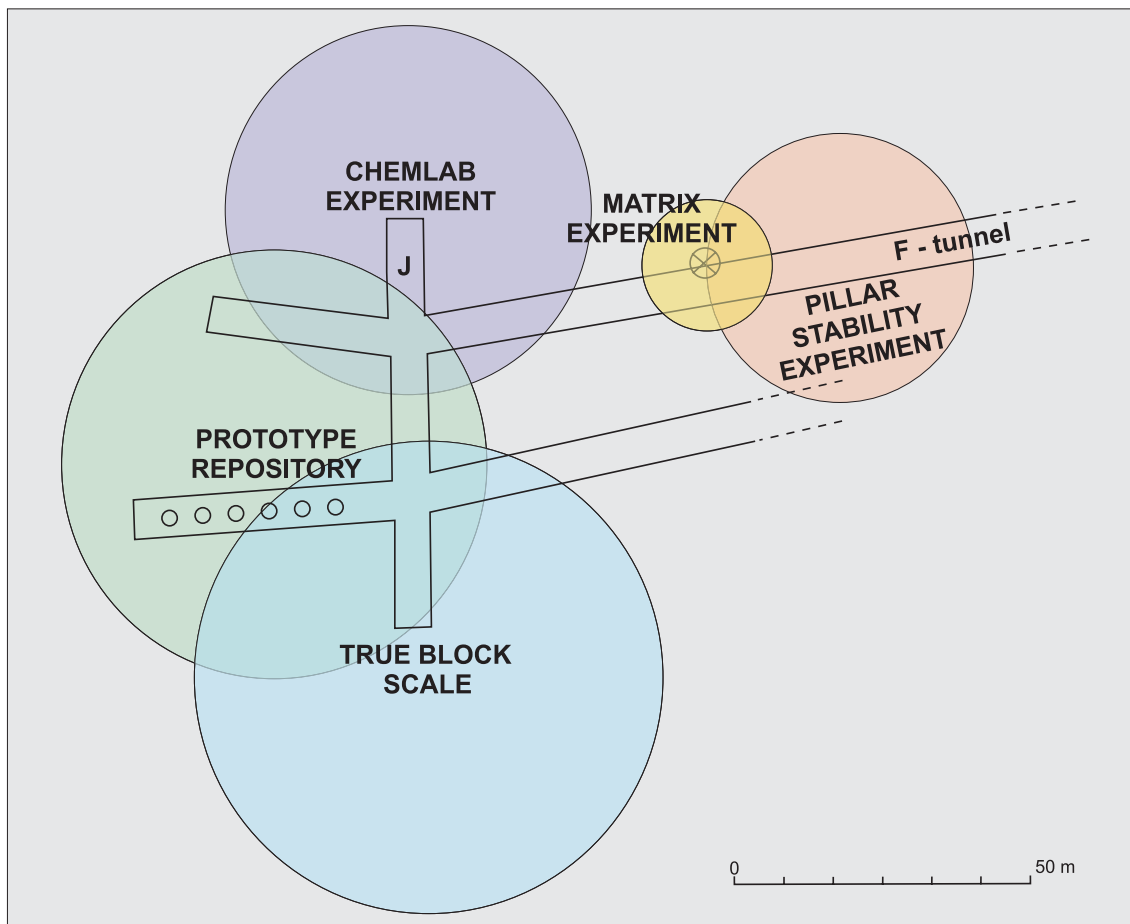 CHEMLAB
EXPERIMENT
MATRIX
EXPERIMENT
J
F - tunnel
PILLAR
STABILITY
EXPERIMENT
PROTOTYPE
REPOSITORY
TRUE BLOCK
SCALE
0
50 m